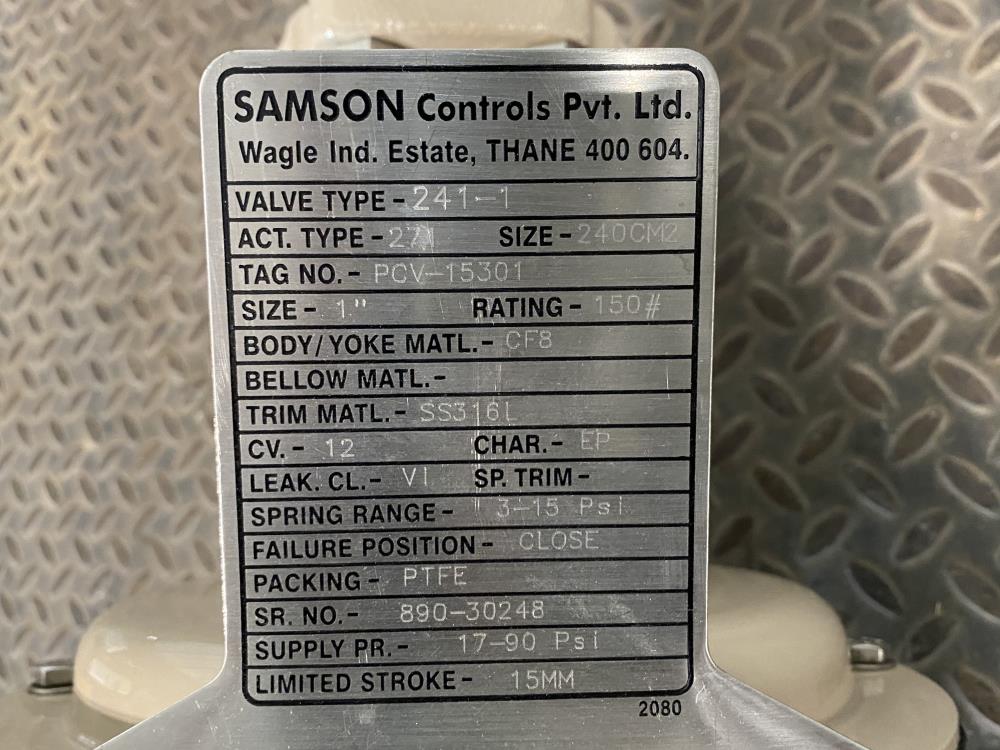 SAMSON Controls Pvt. Ltd.
Wagle Ind. Estate, THANE 400 604.
VALVE TYPE - 241-1
ACT. TYPE - 271 SIZE - 240CM2
TAG NO. - PCV-15301
SIZE - 1" RATING - 150#
BODY/YOKE MATL. - CF8
BELLOW MATL. -
TRIM MATL. - SS316L
CV. - 12 CHAR. - EP
LEAK. CL. - VI SP. TRIM -
SPRING RANGE - 3-15 Psi
FAILURE POSITION - CLOSE
PACKING - PTFE
SR. NO. - 890-30248
SUPPLY PR. - 17-90 Psi
LIMITED STROKE - 15MM
2080